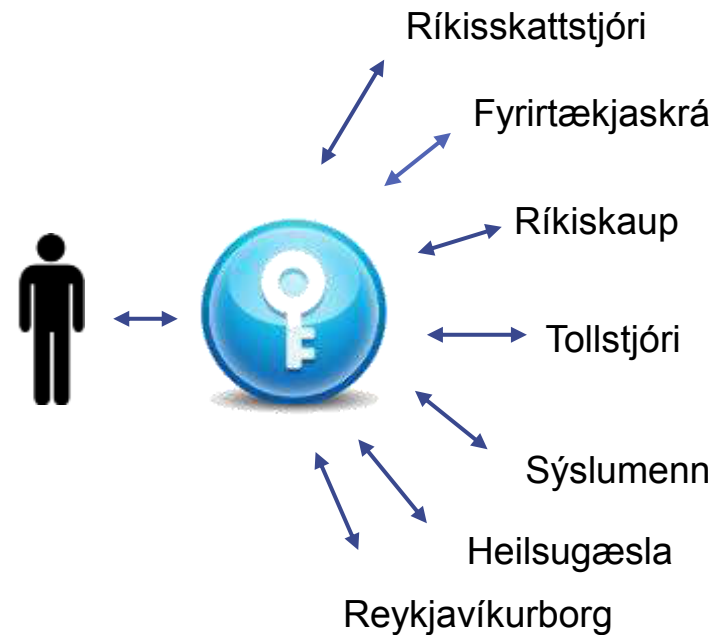 Ríkisskattstjóri
Fyrirtækjaskrá
Ríkiskaup
Tollstjóri
Sýslumenn
Heilsugæsla
Reykjavíkurborg